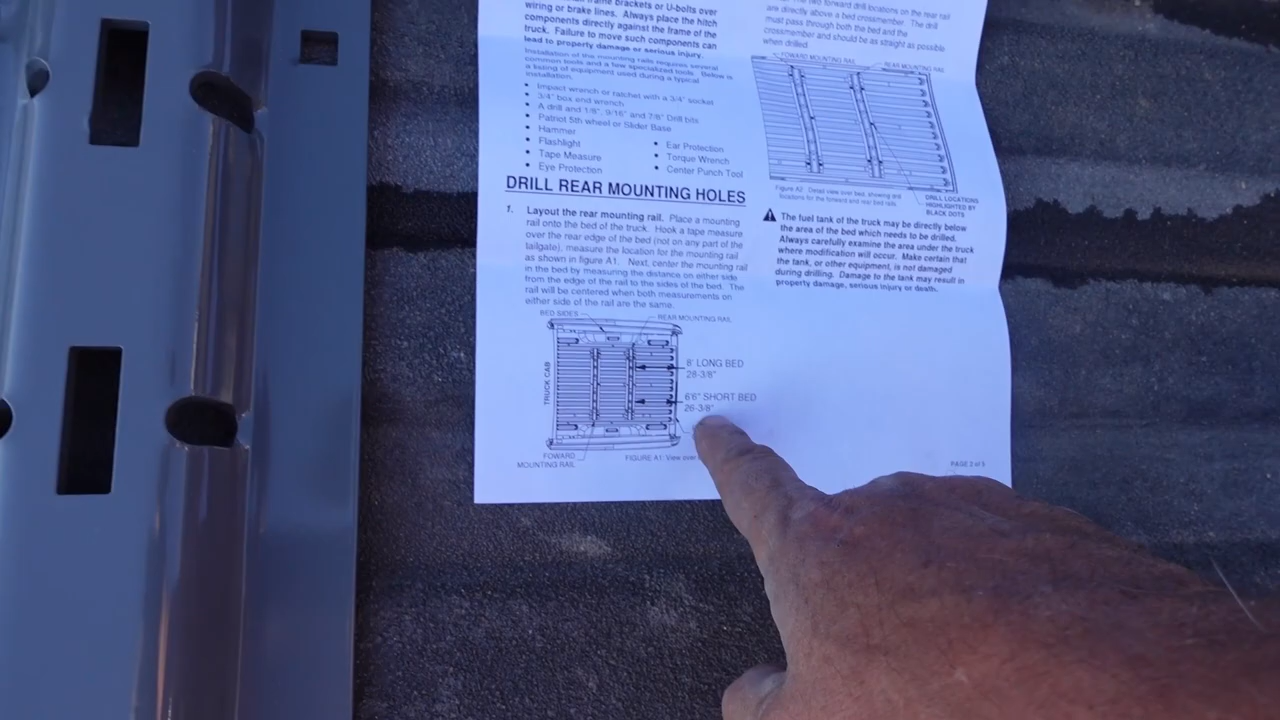 frame brackets or U-bolts over
wiring or brake lines. Always place the hitch
components directly against the frame of the
truck. Failure to move such components can
lead to property damage or serious injury.
Installation of the mounting rails requires several
common tools and a few specialized tools. Below is
a listing of equipment used during a typical
installation.
• Impact wrench or ratchet with a 3/4" socket
• 3/4" box end wrench
• A drill and 1/8", 9/16" and 7/8" Drill bits
• Patriot 5th wheel or Slider Base
• Hammer
• Flashlight
• Tape Measure
• Eye Protection
• Ear Protection
• Torque Wrench
• Center Punch Tool
DRILL REAR MOUNTING HOLES
1. Layout the rear mounting rail. Place a mounting
rail onto the bed of the truck. Hook a tape measure
over the rear edge of the bed (not on any part of the
tailgate), measure the location for the mounting rail
as shown in figure A1. Next, center the mounting rail
in the bed by measuring the distance on either side
from the edge of the rail to the sides of the bed. The
rail will be centered when both measurements on
either side of the rail are the same.
BED SIDES
REAR MOUNTING RAIL
TRUCK CAB
8' LONG BED
28-3/8"
6'6" SHORT BED
26-3/8"
FOWARD
MOUNTING RAIL
FIGURE A1: View over
two forward drill locations on the rear rail
are directly above a bed crossmember. The drill
must pass through both the bed and the
crossmember and should be as straight as possible
when drilled.
FORWARD MOUNTING RAIL
REAR MOUNTING RAIL
Figure A2 Detail view over bed, showing
locations for the forward and rear bed rails.
DRILL LOCATIONS
HIGHLIGHTED BY
BLACK DOTS
The fuel tank of the truck may be directly below
the area of the bed which needs to be drilled.
Always carefully examine the area under the truck
where modification will occur. Make certain that
the tank, or other equipment, is not damaged
during drilling. Damage to the tank may result in
property damage, serious injury or death.
PAGE 2 of 5